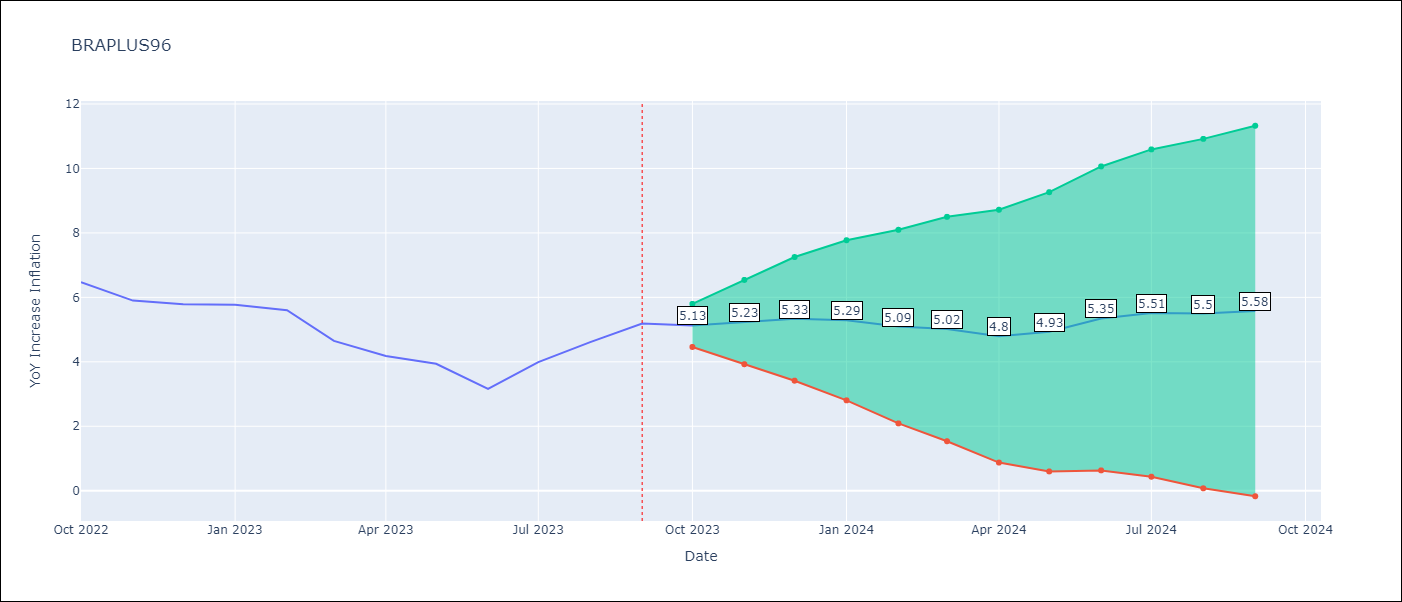 BRAPLUS96
12
10
8
6
4
2
0
YoY Increase Inflation
5.13
5.23
5.33
5.29
5.09
5.02
4.8
4.93
5.35
5.51
5.5
5.58
Oct 2022
Jan 2023
Apr 2023
Jul 2023
Oct 2023
Jan 2024
Apr 2024
Jul 2024
Oct 2024
Date